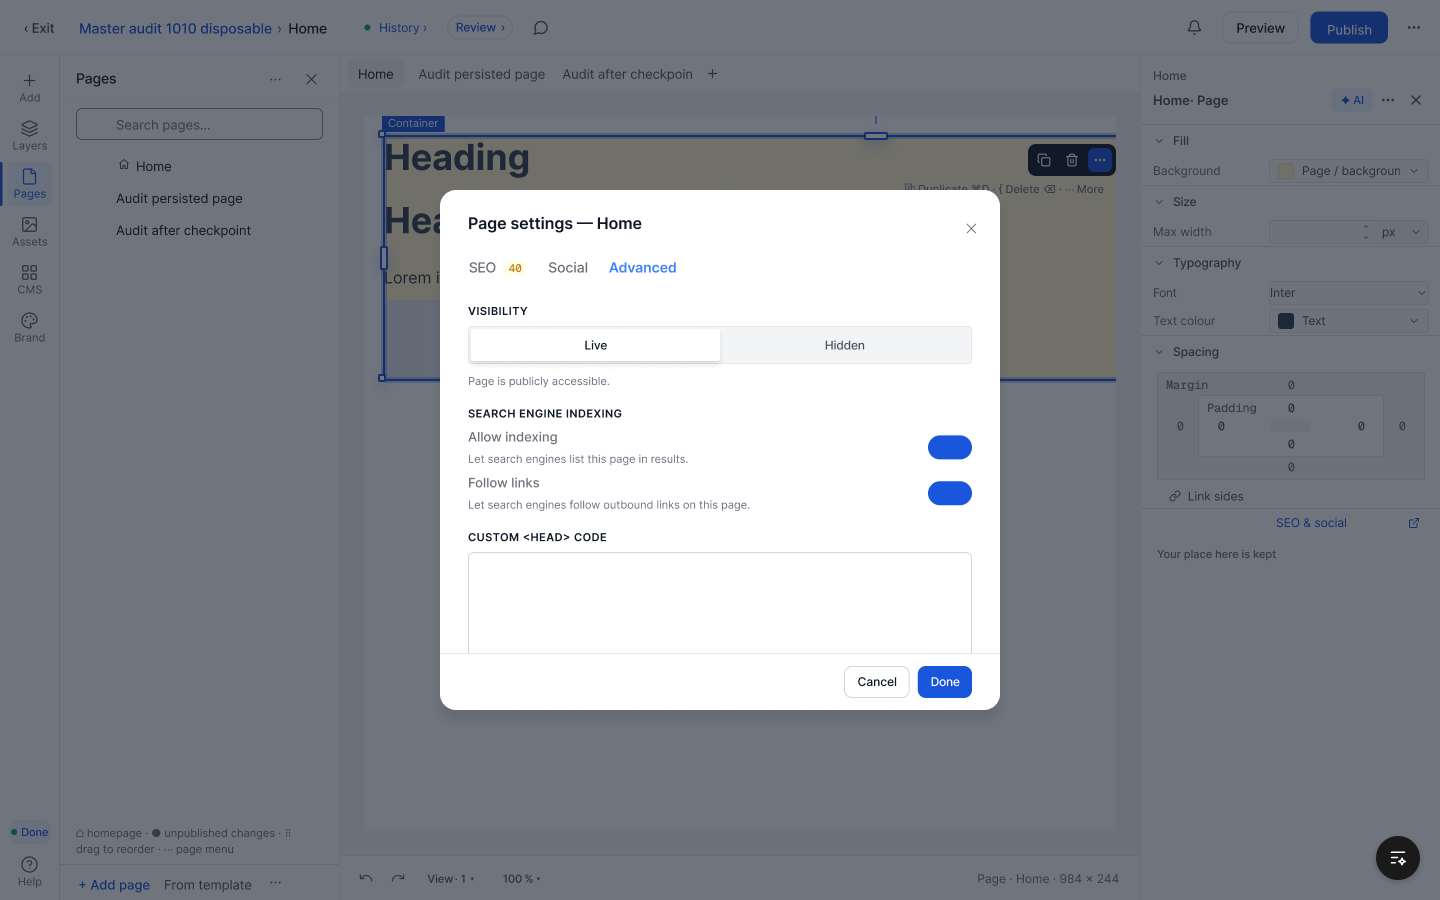 ‹ Exit
Master audit 1010 disposable › Home
History ›
Review ›
Preview
Publish
Add
Layers
Pages
Assets
CMS
Brand
Done
Help
Pages
Search pages...
Home
Audit persisted page
Audit after checkpoint
homepage · ● unpublished changes · ⠿
drag to reorder · ··· page menu
+ Add page
From template
Home
Audit persisted page
Audit after checkpoin
Container
Heading
Lorem i
Duplicate ⌘D · { Delete ⌫ · ··· More
Page settings — Home
SEO 40
Social
Advanced
VISIBILITY
Live
Hidden
Page is publicly accessible.
SEARCH ENGINE INDEXING
Allow indexing
Let search engines list this page in results.
Follow links
Let search engines follow outbound links on this page.
CUSTOM <HEAD> CODE
Cancel
Done
View · 1
100 %
Page · Home · 984 × 244
Home
Home· Page
AI
Fill
Background
Page / backgroun
Size
Max width
px
Typography
Font
Inter
Text colour
Text
Spacing
Margin
0
Padding
0
0
0
0
0
0
0
Link sides
SEO & social
Your place here is kept